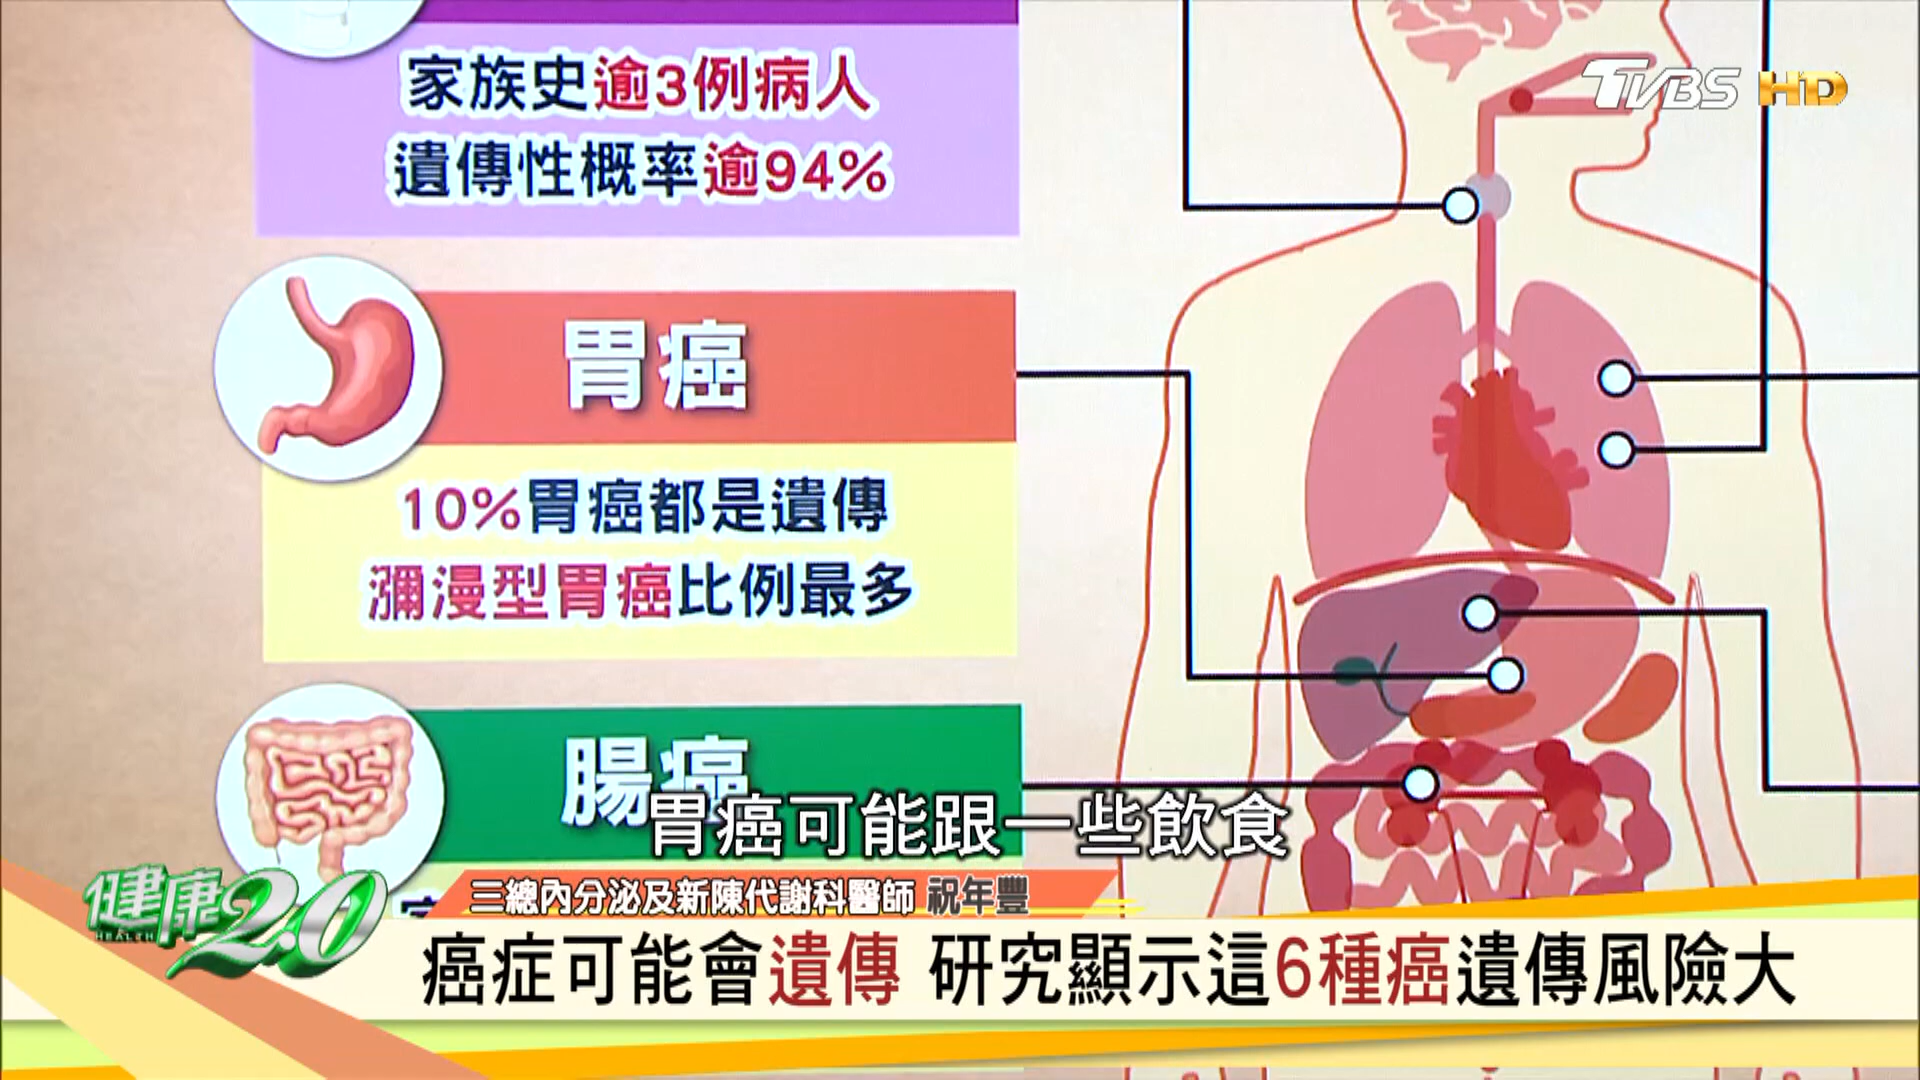 家族史逾3例病人
遺傳性概率逾94%
TVBS HD
胃癌
10%胃癌都是遺傳
瀰漫型胃癌比例最多
腸癌
胃癌可能跟一些飲食
健康2.0
HEALTH
三總內分泌及新陳代謝科醫師 祝年豐
癌症可能會遺傳 研究顯示這6種癌遺傳風險大